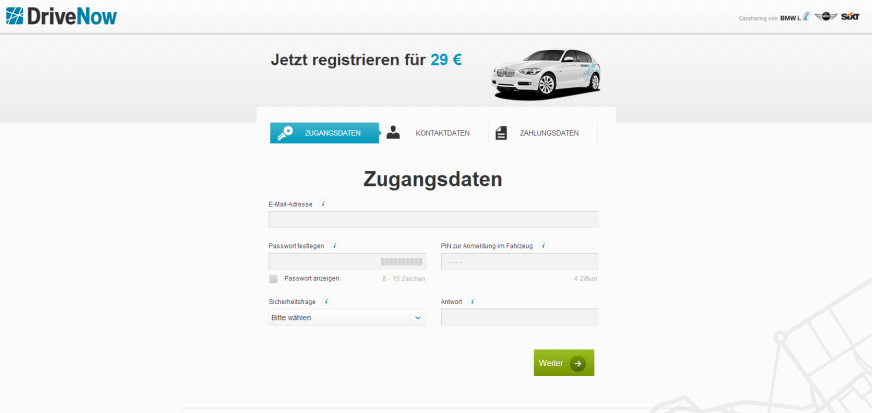 DriveNow
Carsharing von BMW i. SIXT
Jetzt registrieren für 29 €
ZUGANGSDATEN KONTAKTDATEN ZAHLUNGSDATEN
Zugangsdaten
E-Mail-Adresse i
Passwort festlegen i PIN zur Anmeldung im Fahrzeug i
- - - -
Passwort anzeigen 8 - 15 Zeichen 4 Ziffern
Sicherheitsfrage i Antwort i
Bitte wählen
Weiter